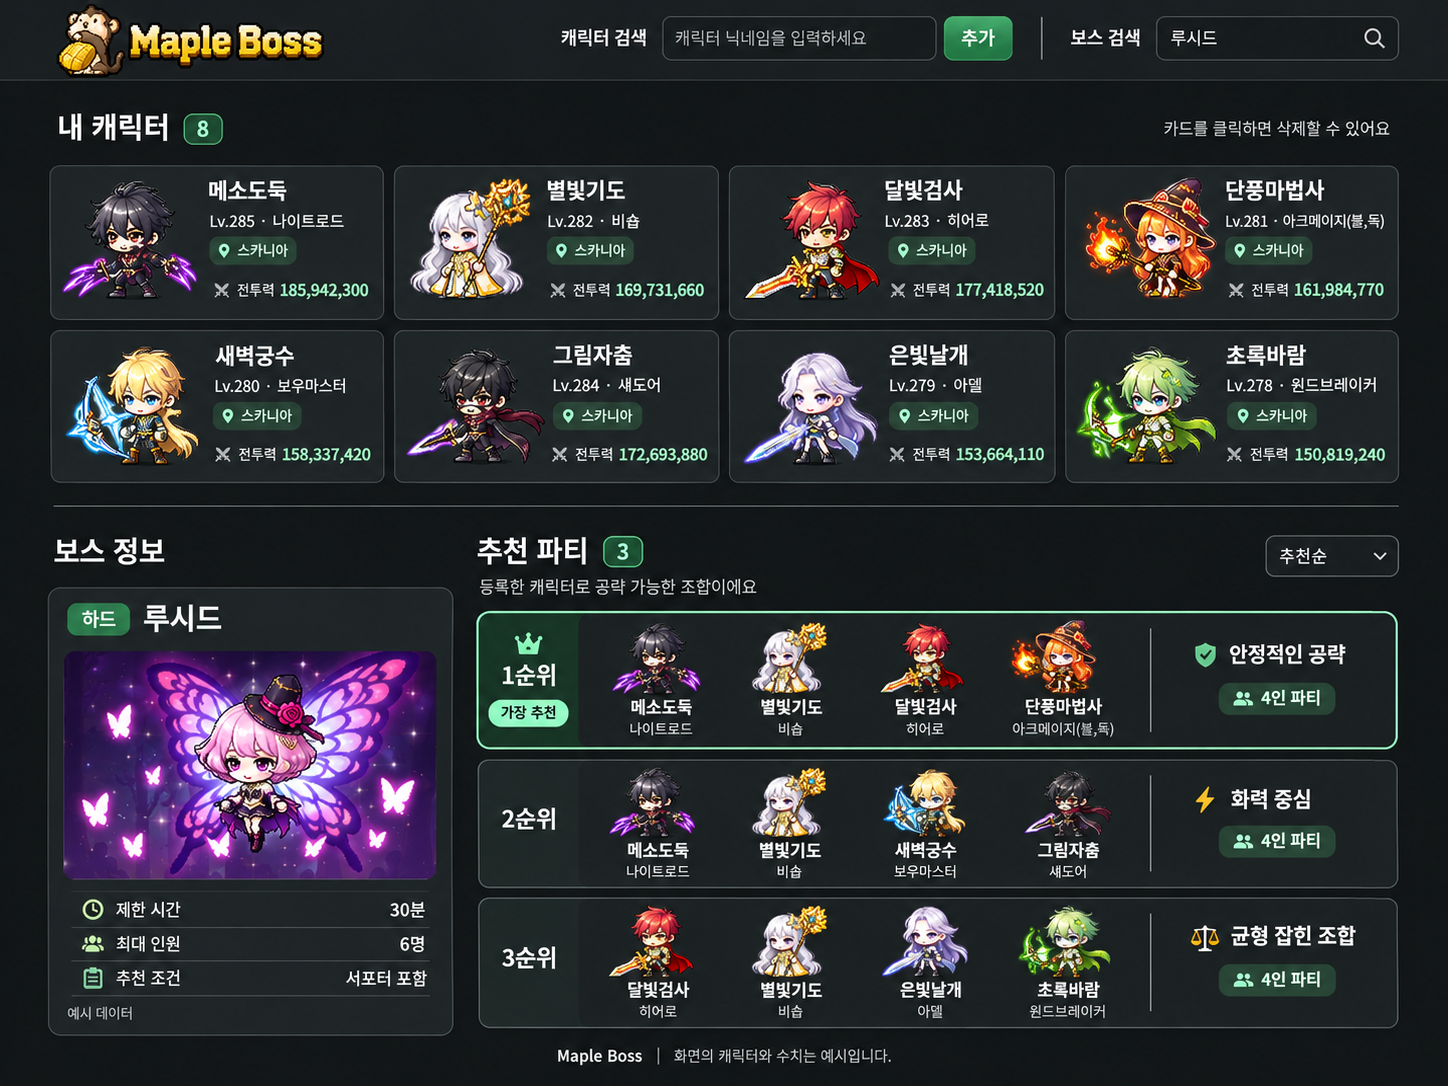 Maple Boss
캐릭터 검색
캐릭터 닉네임을 입력하세요
추가
보스 검색
루시드
내 캐릭터 8
카드를 클릭하면 삭제할 수 있어요
메소도둑
Lv.285 · 나이트로드
스카니아
전투력 185,942,300
별빛기도
Lv.282 · 비숍
스카니아
전투력 169,731,660
달빛검사
Lv.283 · 히어로
스카니아
전투력 177,418,520
단풍마법사
Lv.281 · 아크메이지(불,독)
스카니아
전투력 161,984,770
새벽궁수
Lv.280 · 보우마스터
스카니아
전투력 158,337,420
그림자춤
Lv.284 · 섀도어
스카니아
전투력 172,693,880
은빛날개
Lv.279 · 아델
스카니아
전투력 153,664,110
초록바람
Lv.278 · 윈드브레이커
스카니아
전투력 150,819,240
보스 정보
하드 루시드
제한 시간 30분
최대 인원 6명
추천 조건 서포터 포함
예시 데이터
추천 파티 3
등록한 캐릭터로 공략 가능한 조합이에요
추천순
1순위
가장 추천
메소도둑
나이트로드
별빛기도
비숍
달빛검사
히어로
단풍마법사
아크메이지(불,독)
안정적인 공략
4인 파티
2순위
메소도둑
나이트로드
별빛기도
비숍
새벽궁수
보우마스터
그림자춤
섀도어
화력 중심
4인 파티
3순위
달빛검사
히어로
별빛기도
비숍
은빛날개
아델
초록바람
윈드브레이커
균형 잡힌 조합
4인 파티
Maple Boss | 화면의 캐릭터와 수치는 예시입니다.